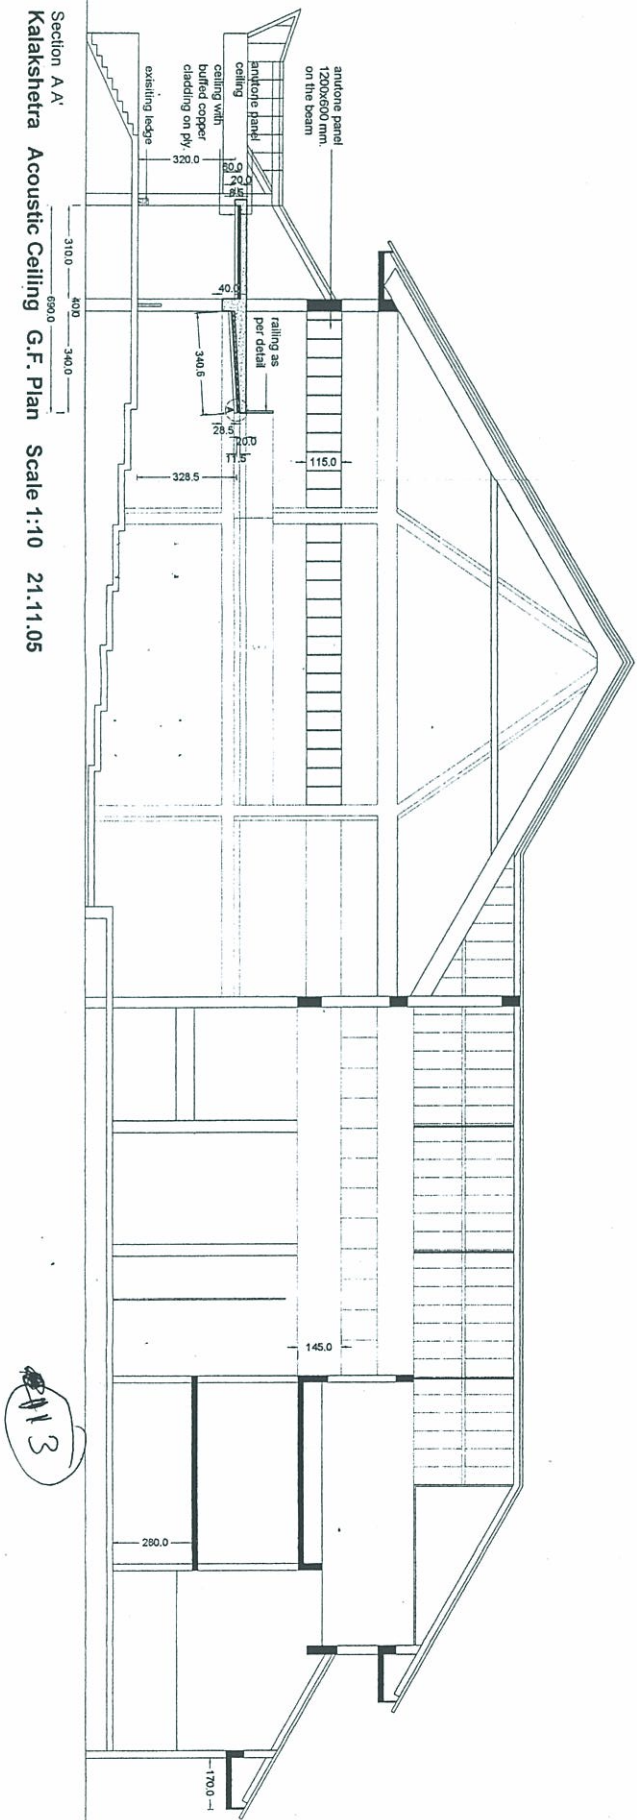 anutone panel
1200x600 mm.
on the beam
anutone panel
ceiling
ceiling with
buffed copper
cladding on ply.
exisiting ledge
320.0
60.0
20.0
40.0
railing as
per detail
340.5
A
28.5
20.0
11.5
328.5
115.0
310.0
40.0
340.0
690.0
145.0
280.0
170.0
Section A A'
Kalakshetra Acoustic Ceiling G.F. Plan Scale 1:10 21.11.05
113